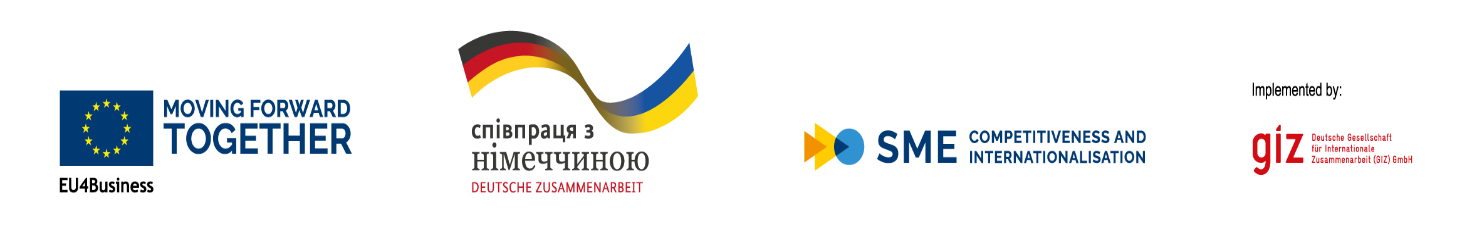 MOVING FORWARD
TOGETHER
EU4Business
співпраця з
німеччиною
DEUTSCHE ZUSAMMENARBEIT
SME
COMPETITIVENESS AND
INTERNATIONALISATION
Implemented by:
giz
Deutsche Gesellschaft
für Internationale
Zusammenarbeit (GIZ) GmbH